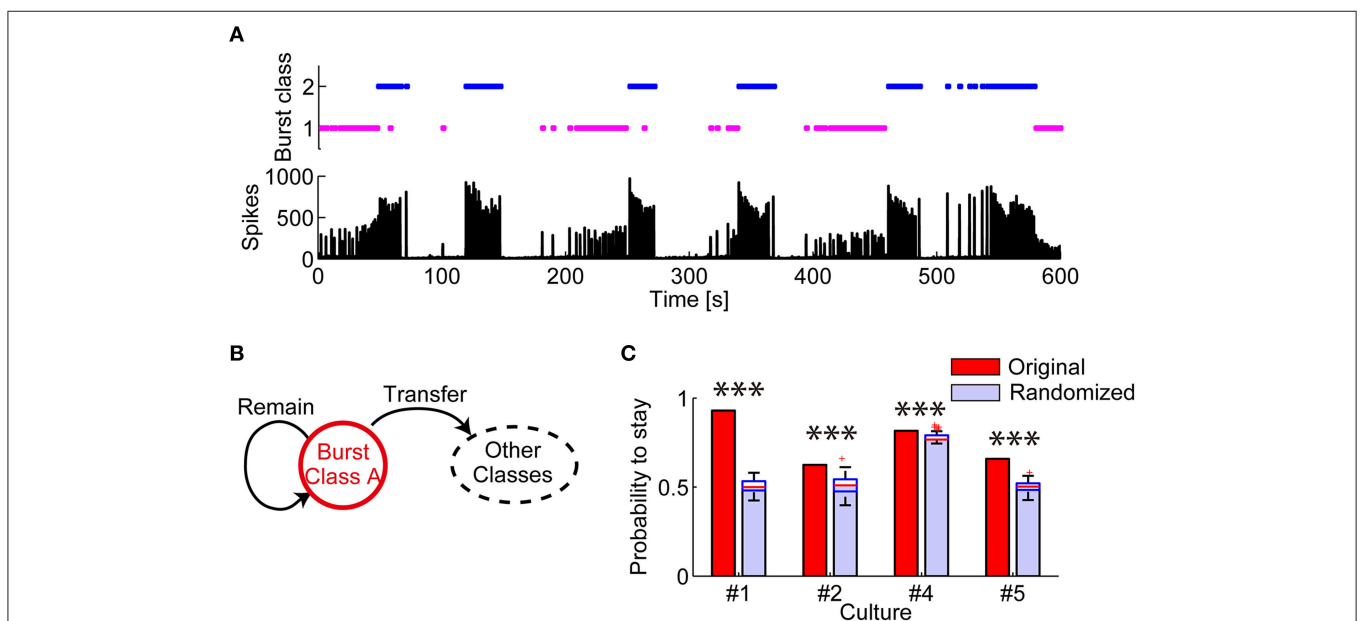 A
Burst class
2
1
Spikes
1000
500
0
0 100 200 300 400 500 600
Time [s]
B
Remain
Transfer
Burst
Class A
Other
Classes
C
Original
Randomized
Probability to stay
1
0.5
0
*** *** *** ***
#1 #2 #4 #5
Culture